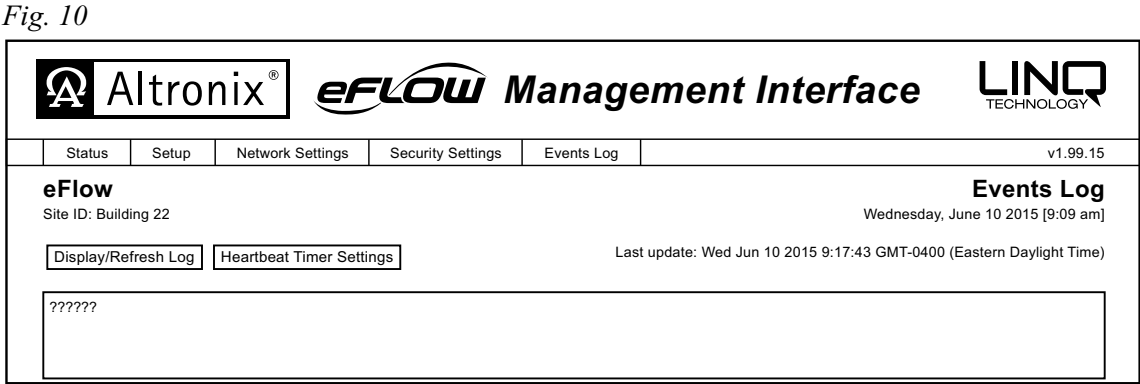 Fig. 10
Altronix® eFLOW Management Interface LINQ TECHNOLOGY
Status Setup Network Settings Security Settings Events Log v1.99.15
eFlow Events Log
Site ID: Building 22 Wednesday, June 10 2015 [9:09 am]
Display/Refresh Log Heartbeat Timer Settings Last update: Wed Jun 10 2015 9:17:43 GMT-0400 (Eastern Daylight Time)
??????